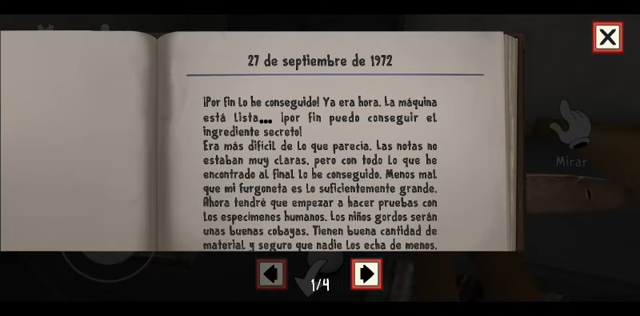 27 de septiembre de 1972
¡Por fin lo he conseguido! Ya era hora. La máquina
está lista... ¡por fin puedo conseguir el
ingrediente secreto!
Era más difícil de lo que parecía. Las notas no
estaban muy claras, pero con todo lo que he
encontrado al final lo he conseguido. Menos mal
que mi furgoneta es lo suficientemente grande.
Ahora tendré que empezar a hacer pruebas con
los especímenes humanos. Los niños gordos serán
unas buenas cobayas. Tienen buena cantidad de
material y seguro que nadie los echa de menos.
Mirar
1/4